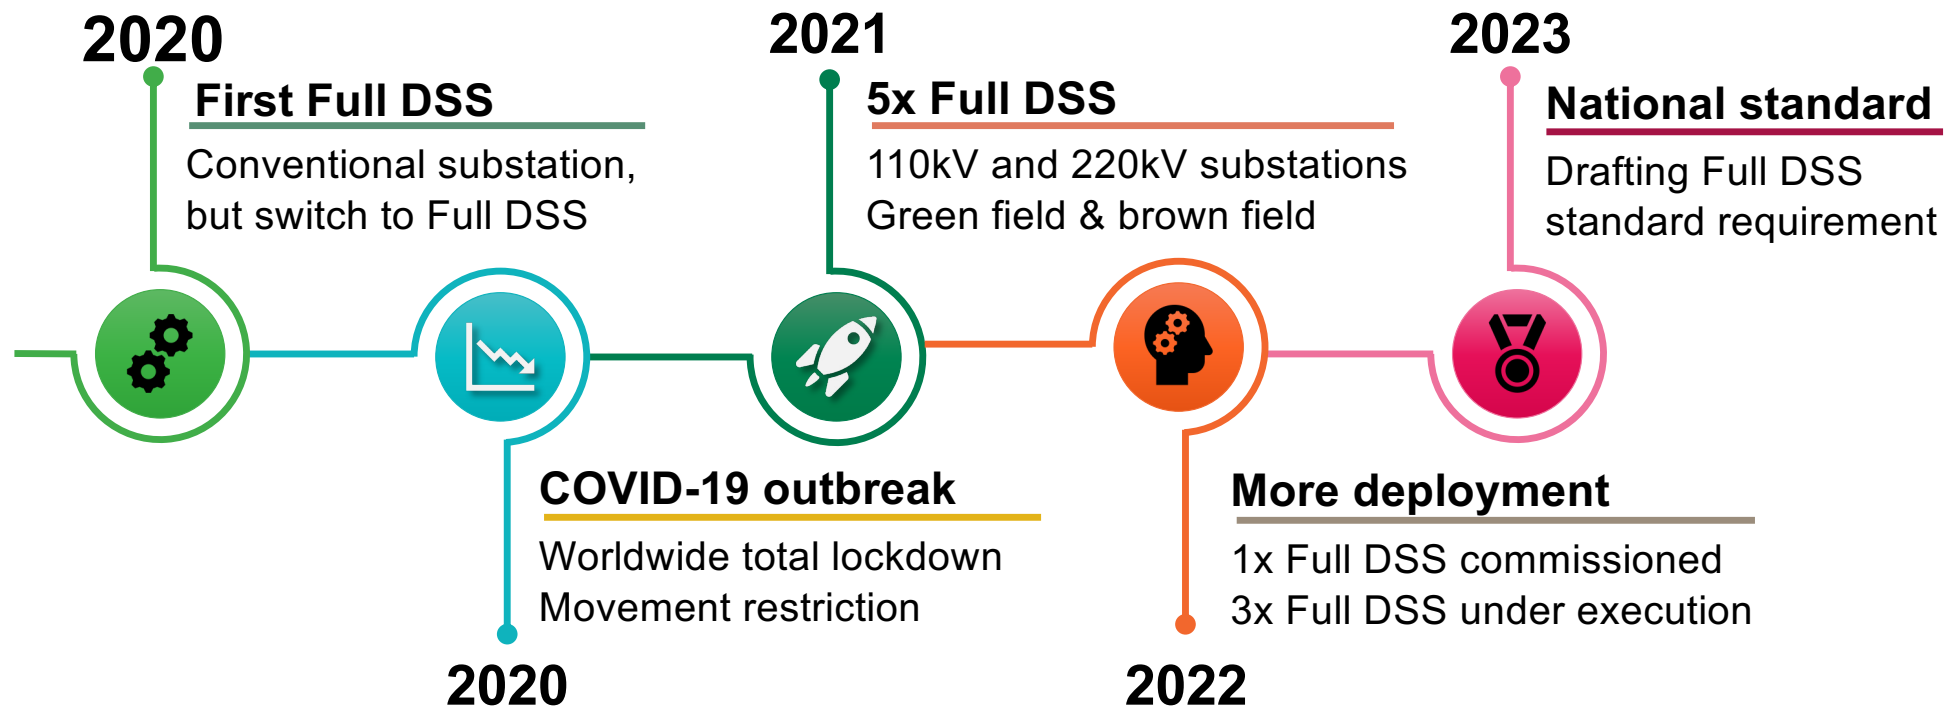 2020
First Full DSS
Conventional substation,
but switch to Full DSS
COVID-19 outbreak
Worldwide total lockdown
Movement restriction
2020
2021
5x Full DSS
110kV and 220kV substations
Green field & brown field
More deployment
1x Full DSS commissioned
3x Full DSS under execution
2022
2023
National standard
Drafting Full DSS
standard requirement